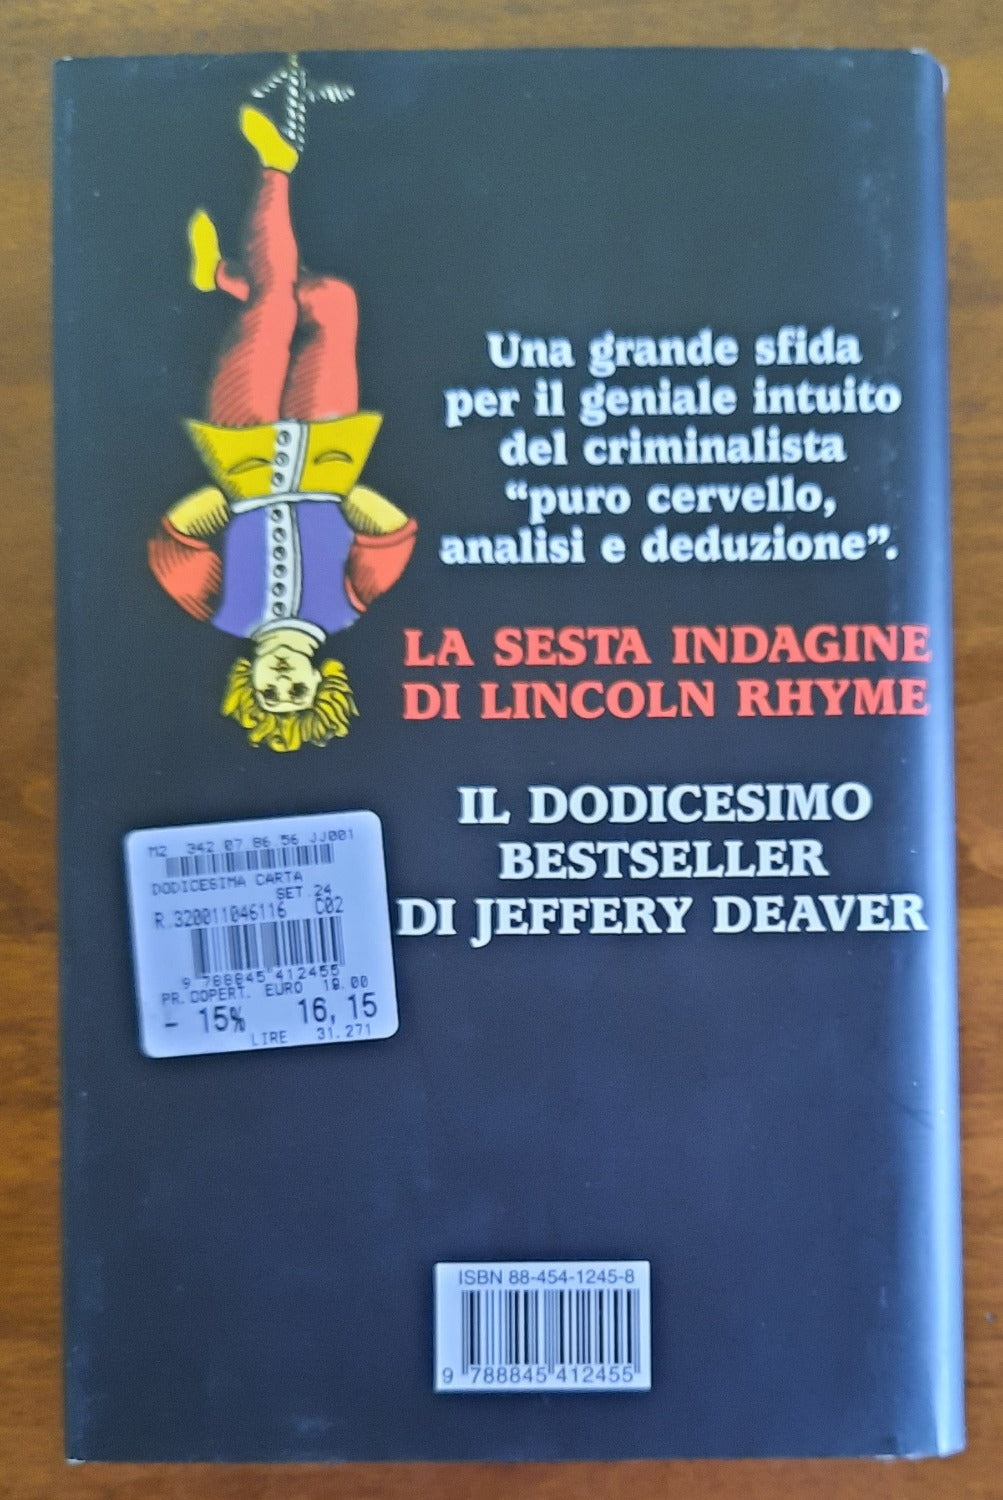 Una grande sfida
per il geniale intuito
del criminalista
“puro cervello,
analisi e deduzione”.
LA SESTA INDAGINE
DI LINCOLN RHYME
IL DODICESIMO
BESTSELLER
DI JEFFERY DEAVER
M2 342 07 86 56 JJ001
DODICESIMA CARTA
SET.24
R.320011046116 C02
9 788845 412455
PR.COPERT. EURO 19.00
- 15% 16,15
LIRE 31.271
ISBN 88-454-1245-8
9 788845 412455